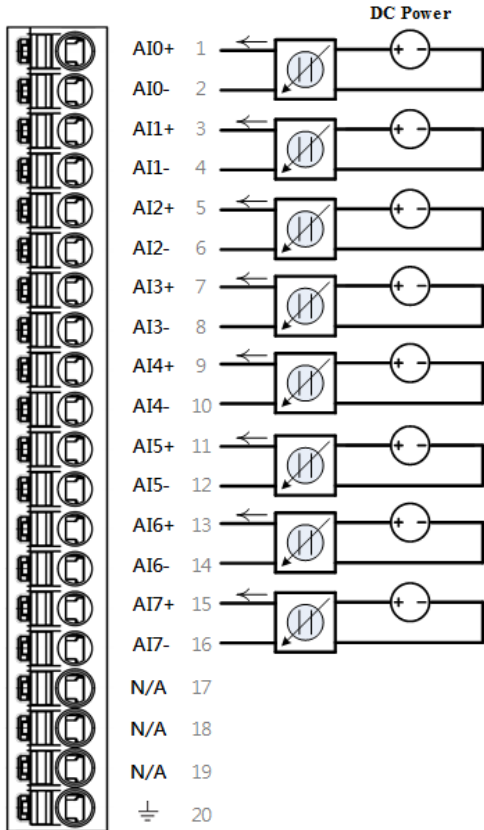 DC Power
AI0+ 1
AI0- 2
AI1+ 3
AI1- 4
AI2+ 5
AI2- 6
AI3+ 7
AI3- 8
AI4+ 9
AI4- 10
AI5+ 11
AI5- 12
AI6+ 13
AI6- 14
AI7+ 15
AI7- 16
N/A 17
N/A 18
N/A 19
20